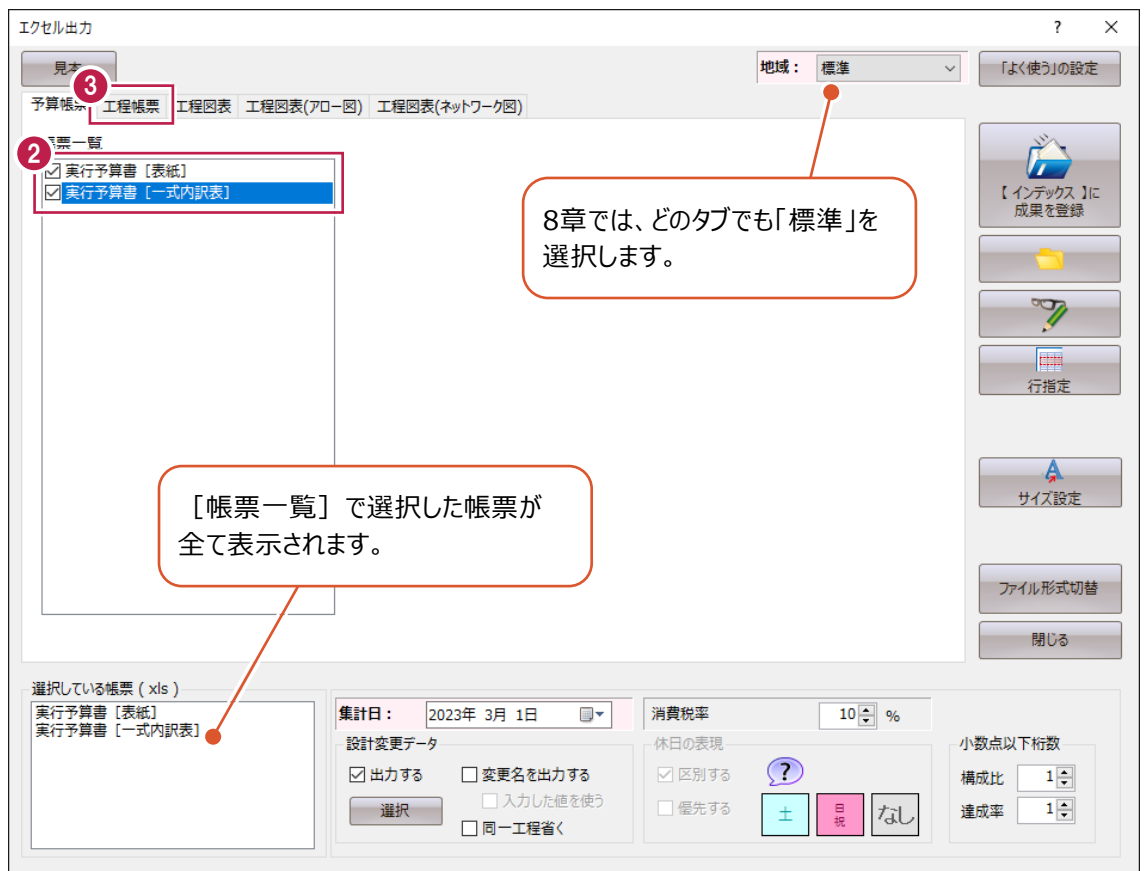 エクセル出力
? ×
見本
3
地域： 標準
「よく使う」の設定
予算帳票 工程帳票 工程図表 工程図表(アロー図) 工程図表(ネットワーク図)
2
票一覧
実行予算書［表紙］
実行予算書［一式内訳表］
8章では、どのタブでも「標準」を
選択します。
【 インデックス 】に
成果を登録
行指定
サイズ設定
［帳票一覧］で選択した帳票が
全て表示されます。
ファイル形式切替
閉じる
選択している帳票 ( xls )
実行予算書［表紙］
実行予算書［一式内訳表］
集計日： 2023年 3月 1日
消費税率 10 %
設計変更データ
出力する 変更名を出力する
入力した値を使う
選択
同一工程省く
休日の表現
区別する ?
優先する 土 日祝 なし
小数点以下桁数
構成比 1
達成率 1